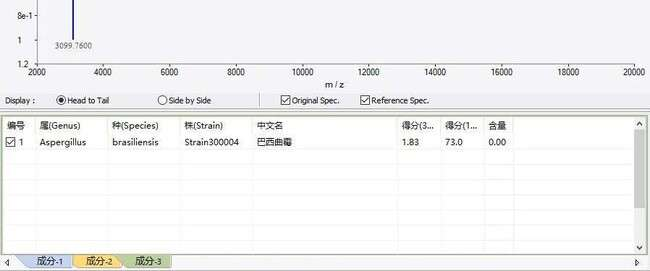 8e-1
1
3099.7600
1.2
2000 4000 6000 8000 10000 12000 14000 16000 18000 20000
m / z
Display : Head to Tail Side by Side Original Spec. Reference Spec.
编号 属(Genus) 种(Species) 株(Strain) 中文名 得分(3... 得分(1... 含量
1 Aspergillus brasiliensis Strain300004 巴西曲霉 1.83 73.0 0.00
成分-1 成分-2 成分-3